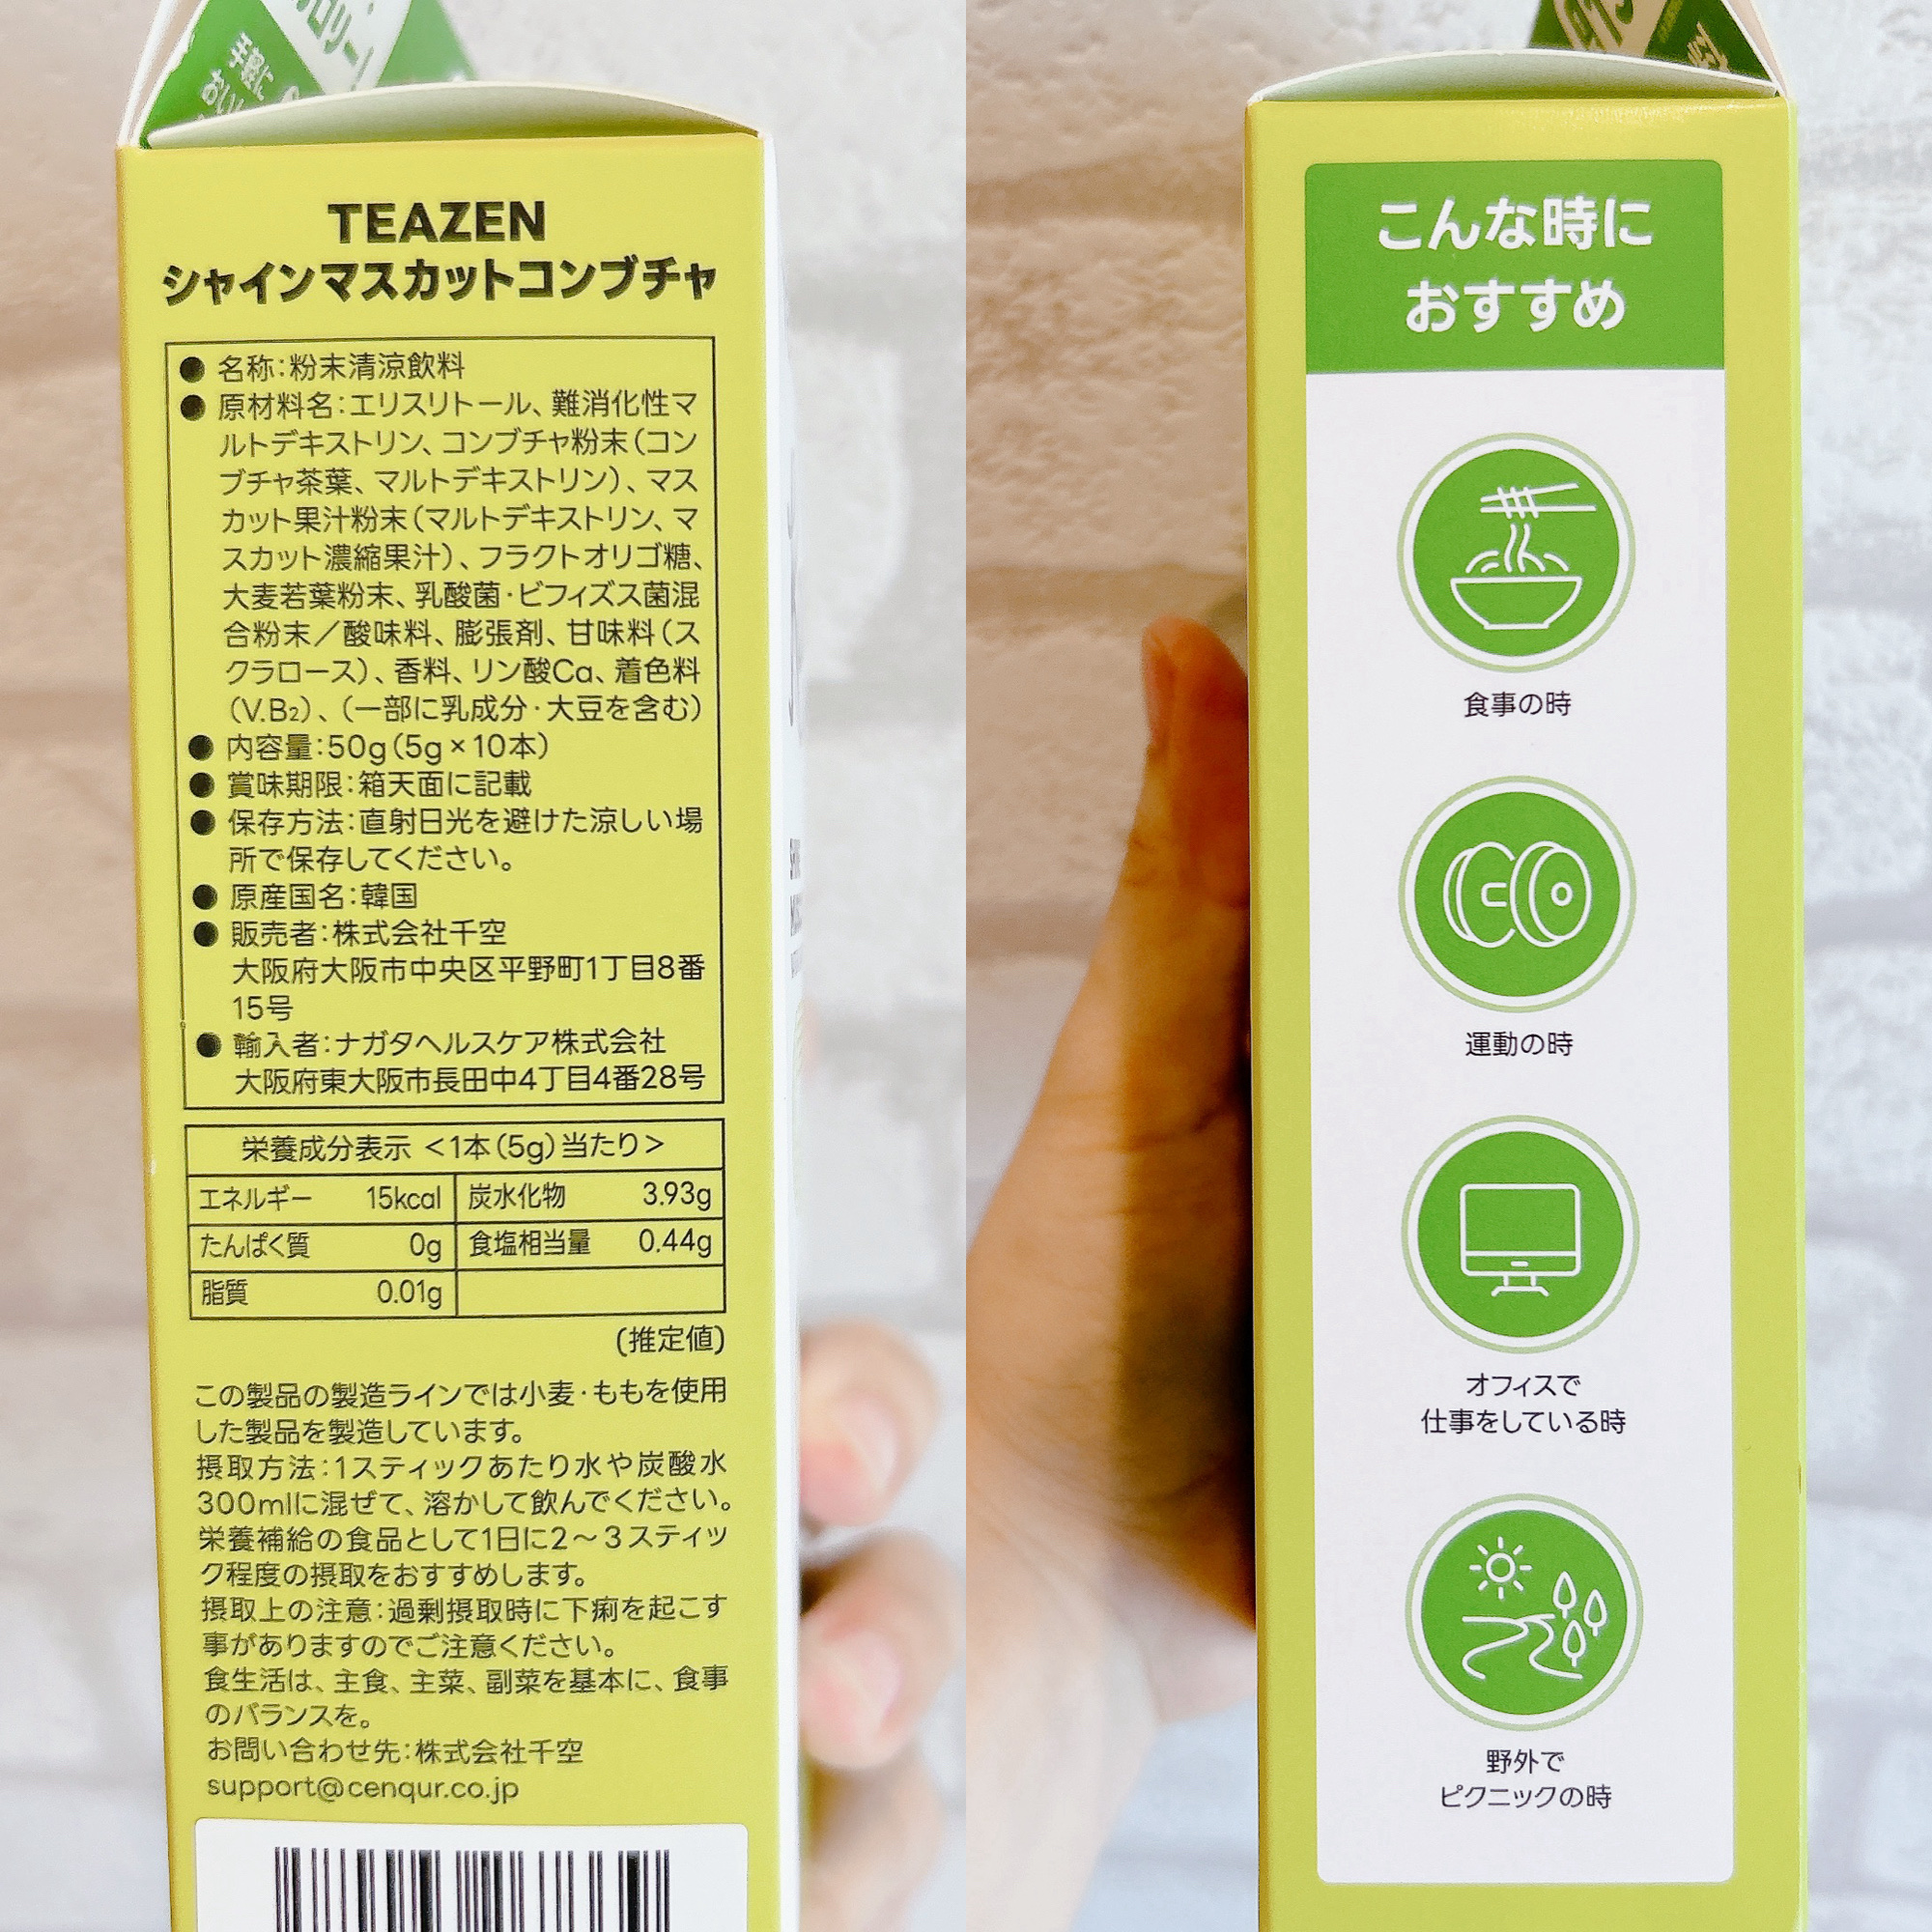 手軽に
TEAZEN
シャインマスカットコンブチャ
● 名称:粉末清涼飲料
● 原材料名:エリスリトール、難消化性マ
ルトデキストリン、コンブチャ粉末(コン
ブチャ茶葉、マルトデキストリン)、マス
カット果汁粉末(マルトデキストリン、マ
スカット濃縮果汁)、フラクトオリゴ糖、
大麦若葉粉末、乳酸菌・ビフィズス菌混
合粉末/酸味料、膨張剤、甘味料(ス
クラロース)、香料、リン酸Ca、着色料
(V.B2)、(一部に乳成分・大豆を含む)
● 内容量:50g(5g×10本)
● 賞味期限:箱天面に記載
● 保存方法:直射日光を避けた涼しい場
所で保存してください。
● 原産国名:韓国
● 販売者:株式会社千空
大阪府大阪市中央区平野町1丁目8番
15号
● 輸入者:ナガタヘルスケア株式会社
大阪府東大阪市長田中4丁目4番28号
栄養成分表示 <1本(5g)当たり>
エネルギー 15kcal 炭水化物 3.93g
たんぱく質 0g 食塩相当量 0.44g
脂質 0.01g
(推定値)
この製品の製造ラインでは小麦・ももを使用
した製品を製造しています。
摂取方法:1スティックあたり水や炭酸水
300mlに混ぜて、溶かして飲んでください。
栄養補給の食品として1日に2～3スティッ
ク程度の摂取をおすすめします。
摂取上の注意:過剰摂取時に下痢を起こす
事がありますのでご注意ください。
食生活は、主食、主菜、副菜を基本に、食事
のバランスを。
お問い合わせ先:株式会社千空
support@cenqur.co.jp
こんな時に
おすすめ
食事の時
運動の時
オフィスで
仕事をしている時
野外で
ピクニックの時